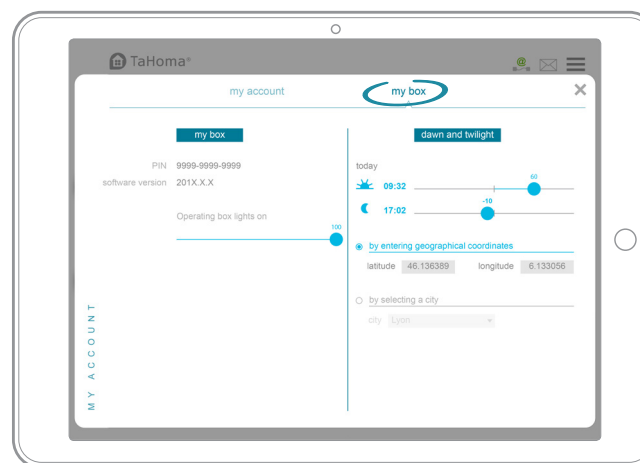 TaHoma®
@
my account
my box
my box
PIN 9999-9999-9999
software version 201X.X.X
Operating box lights on
100
dawn and twilight
today
09:32
60
17:02
-10
by entering geographical coordinates
latitude 46.136389 longitude 6.133056
by selecting a city
city Lyon
MY ACCOUNT